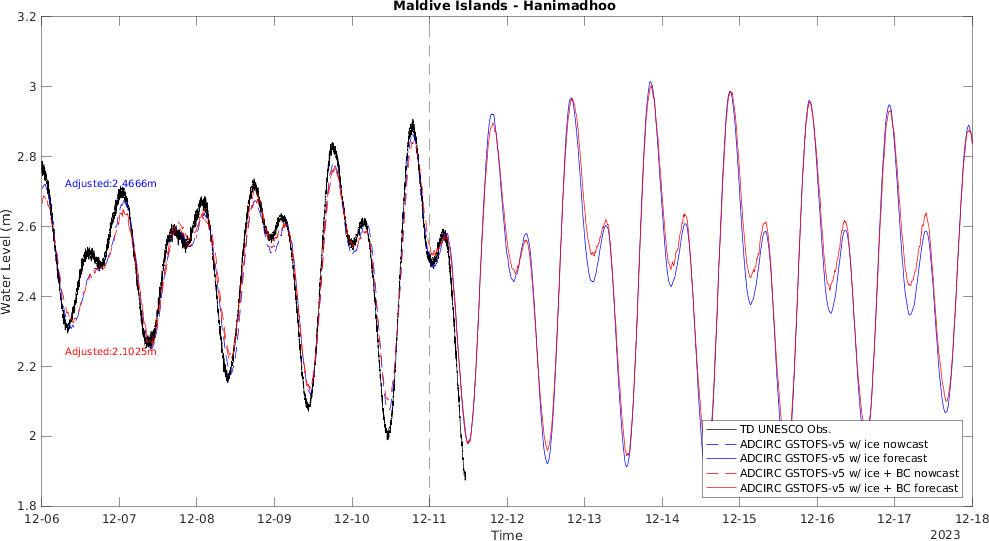 Maldive Islands - Hanimadhoo
3.2
3
2.8
2.6
2.4
2.2
2
1.8
Water Level (m)
Adjusted:2.4666m
Adjusted:2.1025m
TD UNESCO Obs.
ADCIRC GSTOFS-v5 w/ ice nowcast
ADCIRC GSTOFS-v5 w/ ice forecast
ADCIRC GSTOFS-v5 w/ ice + BC nowcast
ADCIRC GSTOFS-v5 w/ ice + BC forecast
12-06 12-07 12-08 12-09 12-10 12-11 12-12 12-13 12-14 12-15 12-16 12-17 12-18
Time
2023